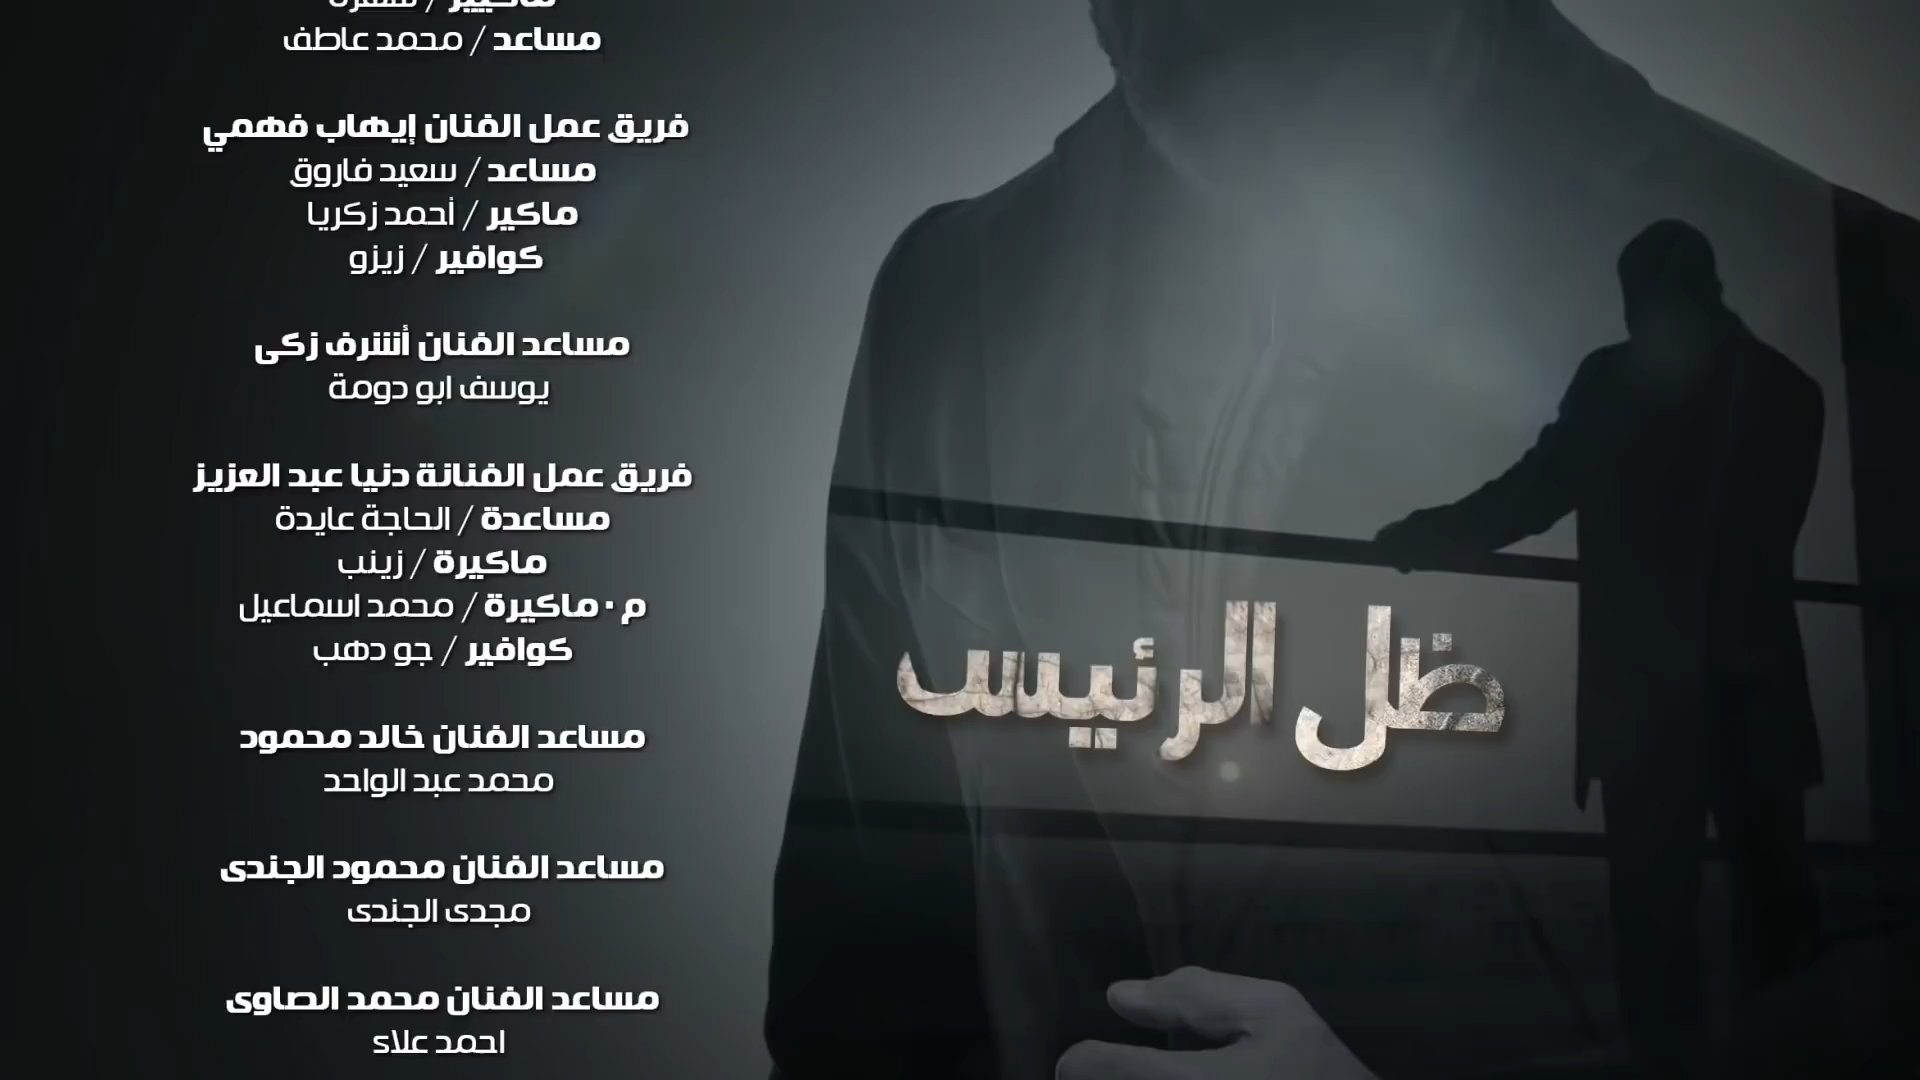 مساعد / محمد عاطف
فريق عمل الفنان إيهاب فهمي
مساعد / سعيد فاروق
ماكير / أحمد زكريا
كوافير / زيزو
مساعد الفنان أشرف زكى
يوسف ابو دومة
فريق عمل الفنانة دنيا عبد العزيز
مساعدة / الحاجة عايدة
ماكيرة / زينب
م٠ماكيرة / محمد اسماعيل
كوافير / جو دهب
مساعد الفنان خالد محمود
محمد عبد الواحد
مساعد الفنان محمود الجندى
مجدى الجندى
مساعد الفنان محمد الصاوى
احمد علاء
ظل الرئيس